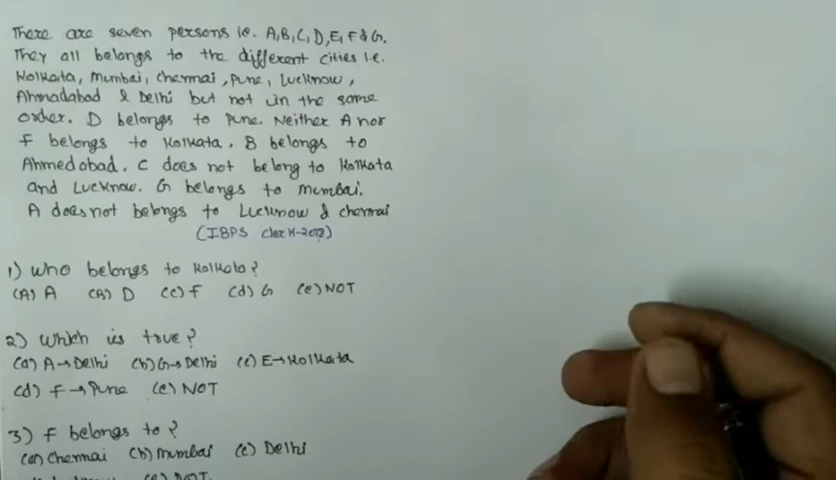 There are seven persons i.e. A, B, C, D, E, F & G.
They all belongs to the different cities i.e.
Kolkata, Mumbai, Chennai, Pune, Lucknow,
Ahmadabad & Delhi but not in the same
order. D belongs to Pune. Neither A nor
F belongs to Kolkata. B belongs to
Ahmedabad. C does not belong to Kolkata
and Lucknow. G belongs to Mumbai.
A does not belongs to Lucknow & Chennai
(IBPS Clerk-2018)
1) Who belongs to Kolkata?
(A) A (B) D (C) F (d) G (e) NOT
2) Which is true?
(a) A→Delhi (b) G→Delhi (c) E→Kolkata
(d) F→Pune (e) NOT
3) F belongs to?
(a) Chennai (b) Mumbai (c) Delhi
(e) NOT